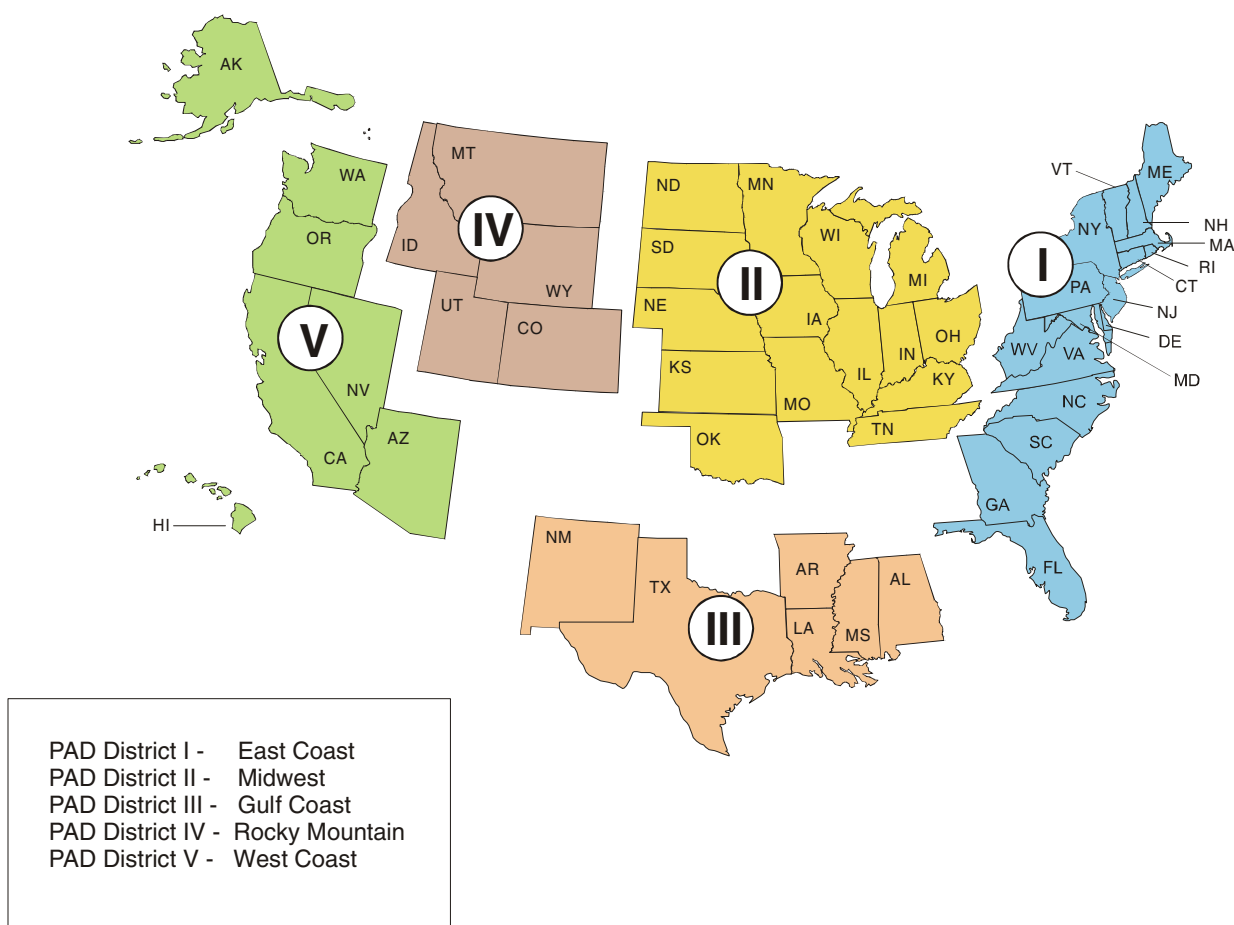 AK
WA
OR
CA
NV
AZ
HI
V
MT
ID
WY
UT
CO
IV
ND
MN
SD
WI
MI
NE
IA
IL
IN
OH
KS
MO
KY
TN
OK
II
VT
ME
NY
NH
MA
RI
CT
PA
NJ
DE
MD
WV
VA
NC
SC
GA
FL
I
NM
TX
AR
LA
MS
AL
III
PAD District I - East Coast
PAD District II - Midwest
PAD District III - Gulf Coast
PAD District IV - Rocky Mountain
PAD District V - West Coast